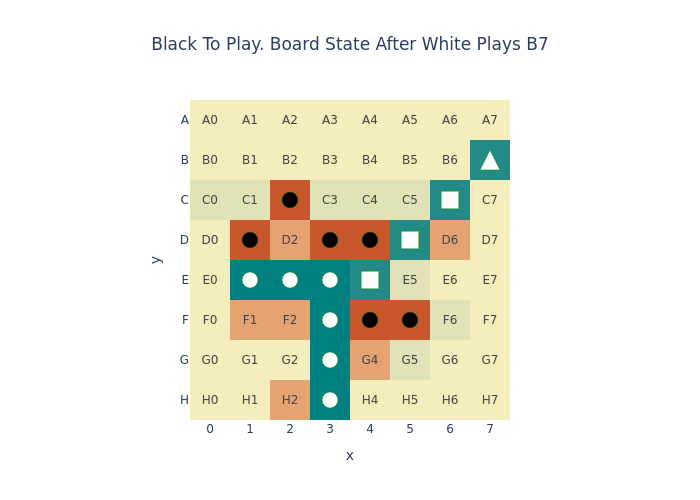 Black To Play. Board State After White Plays B7
A A0 A1 A2 A3 A4 A5 A6 A7
B B0 B1 B2 B3 B4 B5 B6
C C0 C1 C3 C4 C5 C7
D D0 D2 D6 D7
E E0 E5 E6 E7
F F0 F1 F2 F6 F7
G G0 G1 G2 G4 G5 G6 G7
H H0 H1 H2 H4 H5 H6 H7
0 1 2 3 4 5 6 7
x
y